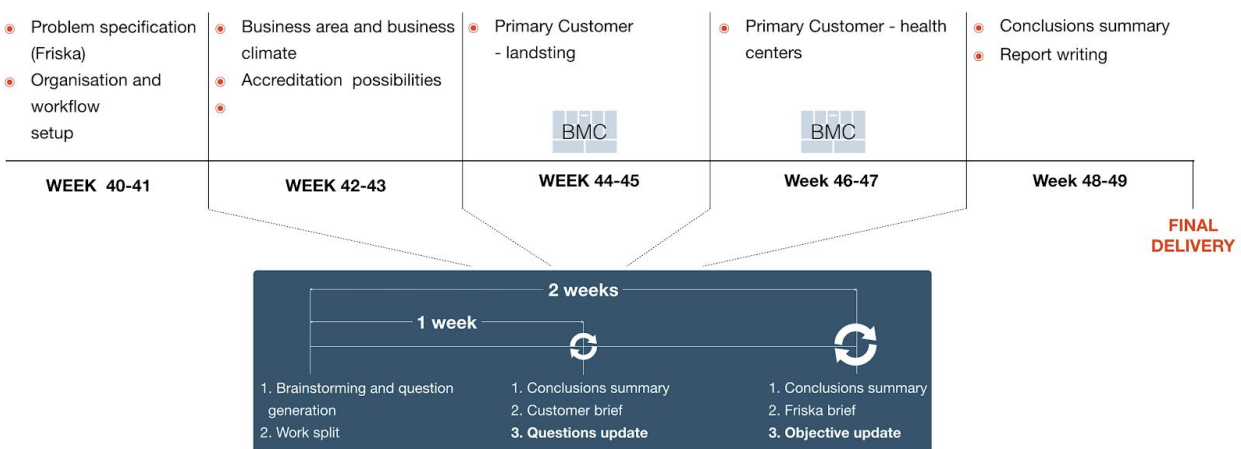 Problem specification
(Friska)
Organisation and
workflow
setup
Business area and business
climate
Accreditation possibilities
Primary Customer
- landsting
BMC
Primary Customer - health
centers
BMC
Conclusions summary
Report writing
WEEK 40-41
WEEK 42-43
WEEK 44-45
Week 46-47
Week 48-49
FINAL
DELIVERY
2 weeks
1 week
1. Brainstorming and question
generation
2. Work split
1. Conclusions summary
2. Customer brief
3. Questions update
1. Conclusions summary
2. Friska brief
3. Objective update